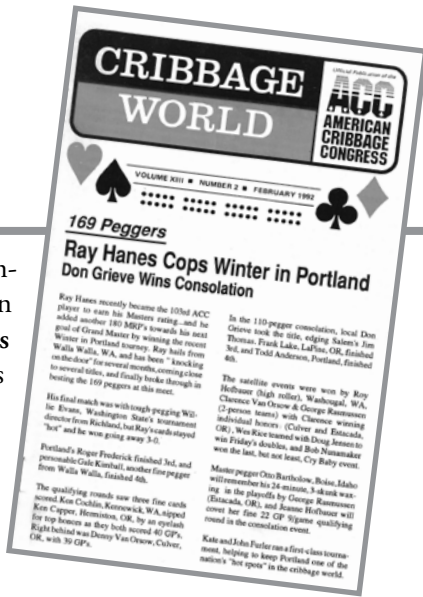 CRIBBAGE
WORLD
Official Publication of the
ACC
AMERICAN
CRIBBAGE
CONGRESS
VOLUME XIII ■ NUMBER 2 ■ FEBRUARY 1992
169 Peggers
Ray Hanes Cops Winter in Portland
Don Grieve Wins Consolation
Ray Hanes recently became the 103rd ACC
player to earn his Masters rating...and he
added another 180 MRP's towards his next
goal of Grand Master by winning the recent
Winter in Portland tourney. Ray hails from
Walla Walla, WA, and has been "knocking
on the door" for several months, coming close
to several titles, and finally broke through in
besting the 169 peggers at this meet.
His final match was with tough-pegging Wil-
lie Evans, Washington State's tournament
director from Richland, but Ray's cards stayed
"hot" and he won going away 3-0.
Portland's Roger Frederick finished 3rd, and
personable Gale Kimball, another fine pegger
from Walla Walla, finished 4th.
The qualifying rounds saw three fine cards
scored. Ken Cochlin, Kennewick, WA, nipped
Ken Capper, Hermiston, OR, by an eyelash
for top honors as they both scored 40 GP's.
Right behind was Denny Van Orsow, Culver,
OR, with 39 GP's.
In the 110-pegger consolation, local Don
Grieve took the title, edging Salem's Jim
Thomas. Frank Lake, LaPine, OR, finished
3rd, and Todd Anderson, Portland, finished
4th.
The satellite events were won by Roy
Hofbauer (high roller), Washougal, WA,
Clarence Van Orsow & George Rasmussen
(2-person teams) with Clarence winning
individual honors (Culver and Estacada,
OR), Wes Rice teamed with Doug Jensen to
win Friday's doubles, and Bob Nunamaker
won the last, but not least, Cry Baby event.
Master pegger Otto Bartholow, Boise, Idaho
will remember his 24-minute, 3-skunk wax-
ing in the playoffs by George Rasmussen
(Estacada, OR), and Jeanne Hofbauer will
covet her fine 22 GP 9/game qualifying
round in the consolation event.
Kate and John Furler ran a first-class tourna-
ment, helping to keep Portland one of the
nation's "hot spots" in the cribbage world.